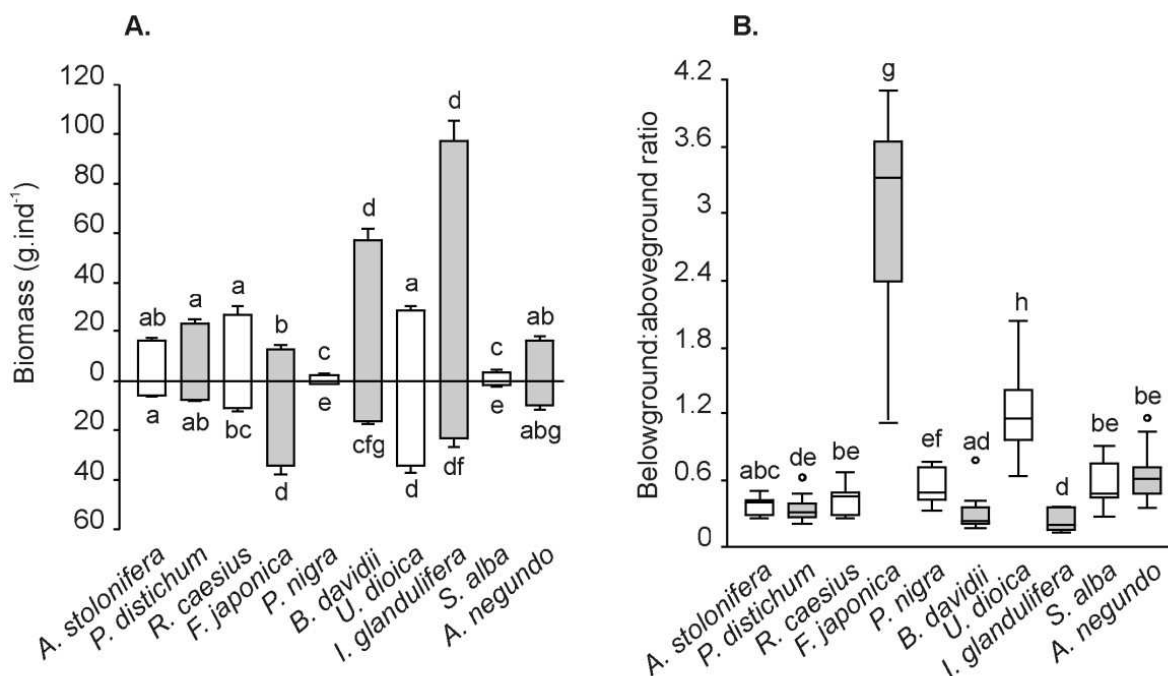 A.
Biomass (g.ind⁻¹)
120
100
80
60
40
20
0
20
40
60
ab
a
a
b
c
d
a
d
c
ab
a
ab
bc
d
e
cfg
d
df
e
abg
A. stolonifera
P. distichum
R. caesius
F. japonica
P. nigra
B. davidii
U. dioica
I. glandulifera
S. alba
A. negundo
B.
Belowground:aboveground ratio
4.2
3.6
3
2.4
1.8
1.2
0.6
0
abc
de
be
g
ef
ad
h
d
be
be
A. stolonifera
P. distichum
R. caesius
F. japonica
P. nigra
B. davidii
U. dioica
I. glandulifera
S. alba
A. negundo